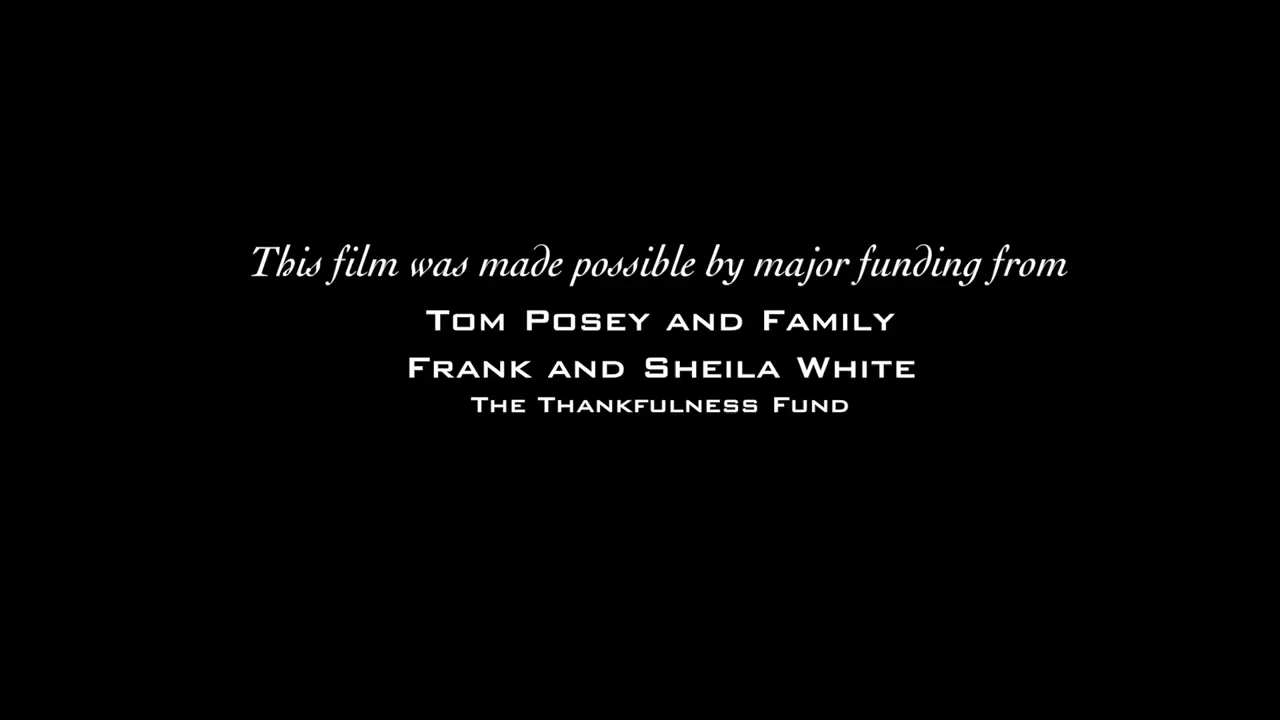 This film was made possible by major funding from
Tom Posey and Family
Frank and Sheila White
The Thankfulness Fund